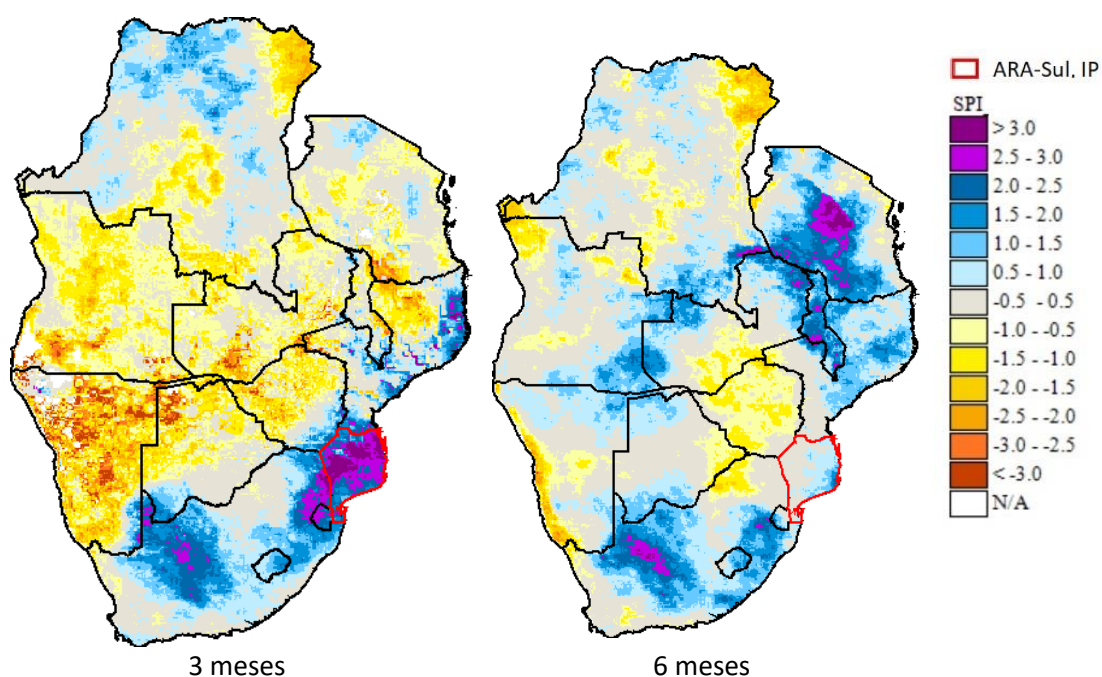 ARA-Sul, IP
SPI
> 3.0
2.5 - 3.0
2.0 - 2.5
1.5 - 2.0
1.0 - 1.5
0.5 - 1.0
-0.5 - 0.5
-1.0 - -0.5
-1.5 - -1.0
-2.0 - -1.5
-2.5 - -2.0
-3.0 - -2.5
< -3.0
N/A
3 meses
6 meses